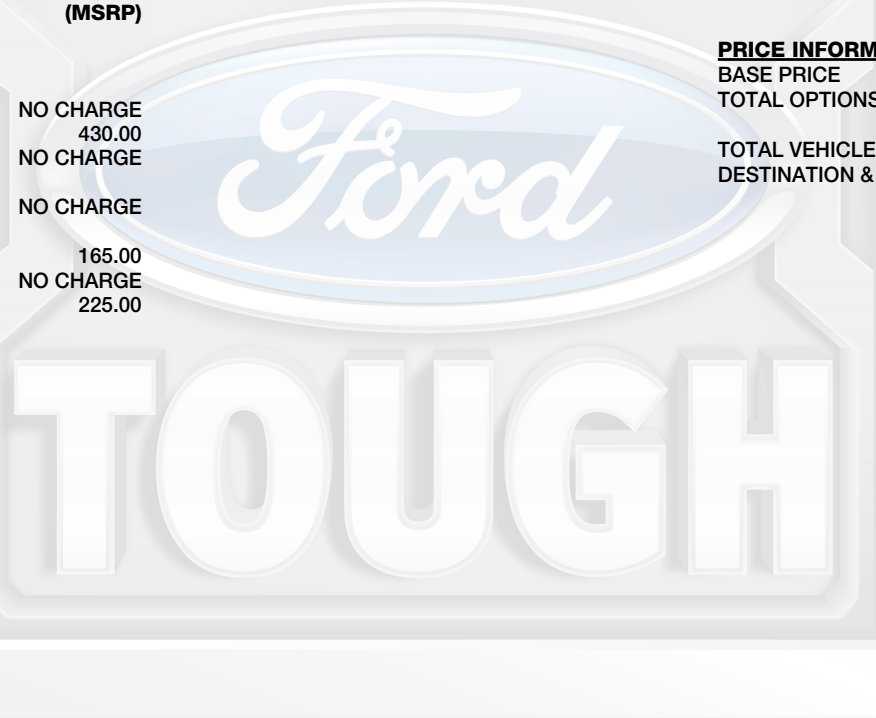 (MSRP)
NO CHARGE
430.00
NO CHARGE
NO CHARGE
165.00
NO CHARGE
225.00
PRICE INFORM
BASE PRICE
TOTAL OPTIONS
TOTAL VEHICLE
DESTINATION &
Ford
TOUGH